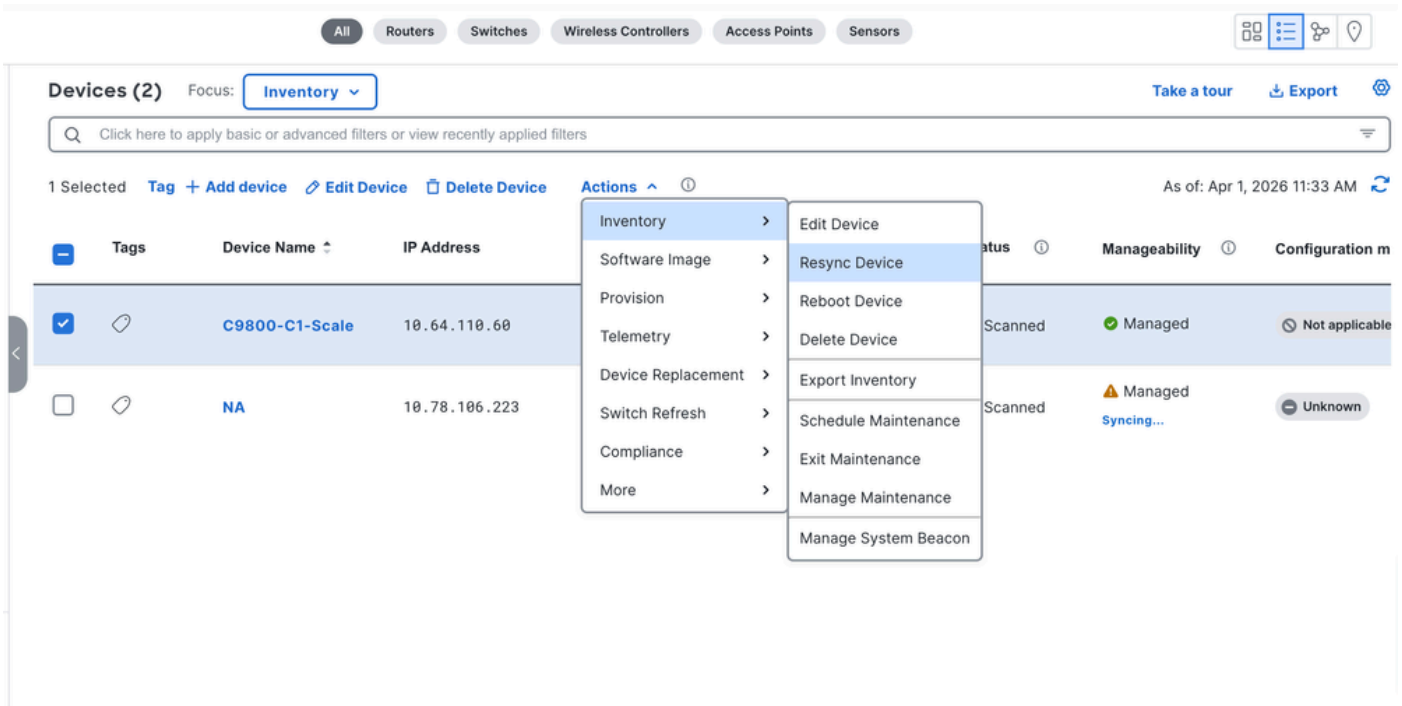 All Routers Switches Wireless Controllers Access Points Sensors
Devices (2) Focus: Inventory Take a tour Export
Click here to apply basic or advanced filters or view recently applied filters
1 Selected Tag + Add device Edit Device Delete Device Actions As of: Apr 1, 2026 11:33 AM
Tags Device Name IP Address atus Manageability Configuration m
C9800-C1-Scale 10.64.110.60 Scanned Managed Not applicable
NA 10.78.106.223 Scanned Managed Unknown
Syncing...
Inventory
Software Image
Provision
Telemetry
Device Replacement
Switch Refresh
Compliance
More
Edit Device
Resync Device
Reboot Device
Delete Device
Export Inventory
Schedule Maintenance
Exit Maintenance
Manage Maintenance
Manage System Beacon